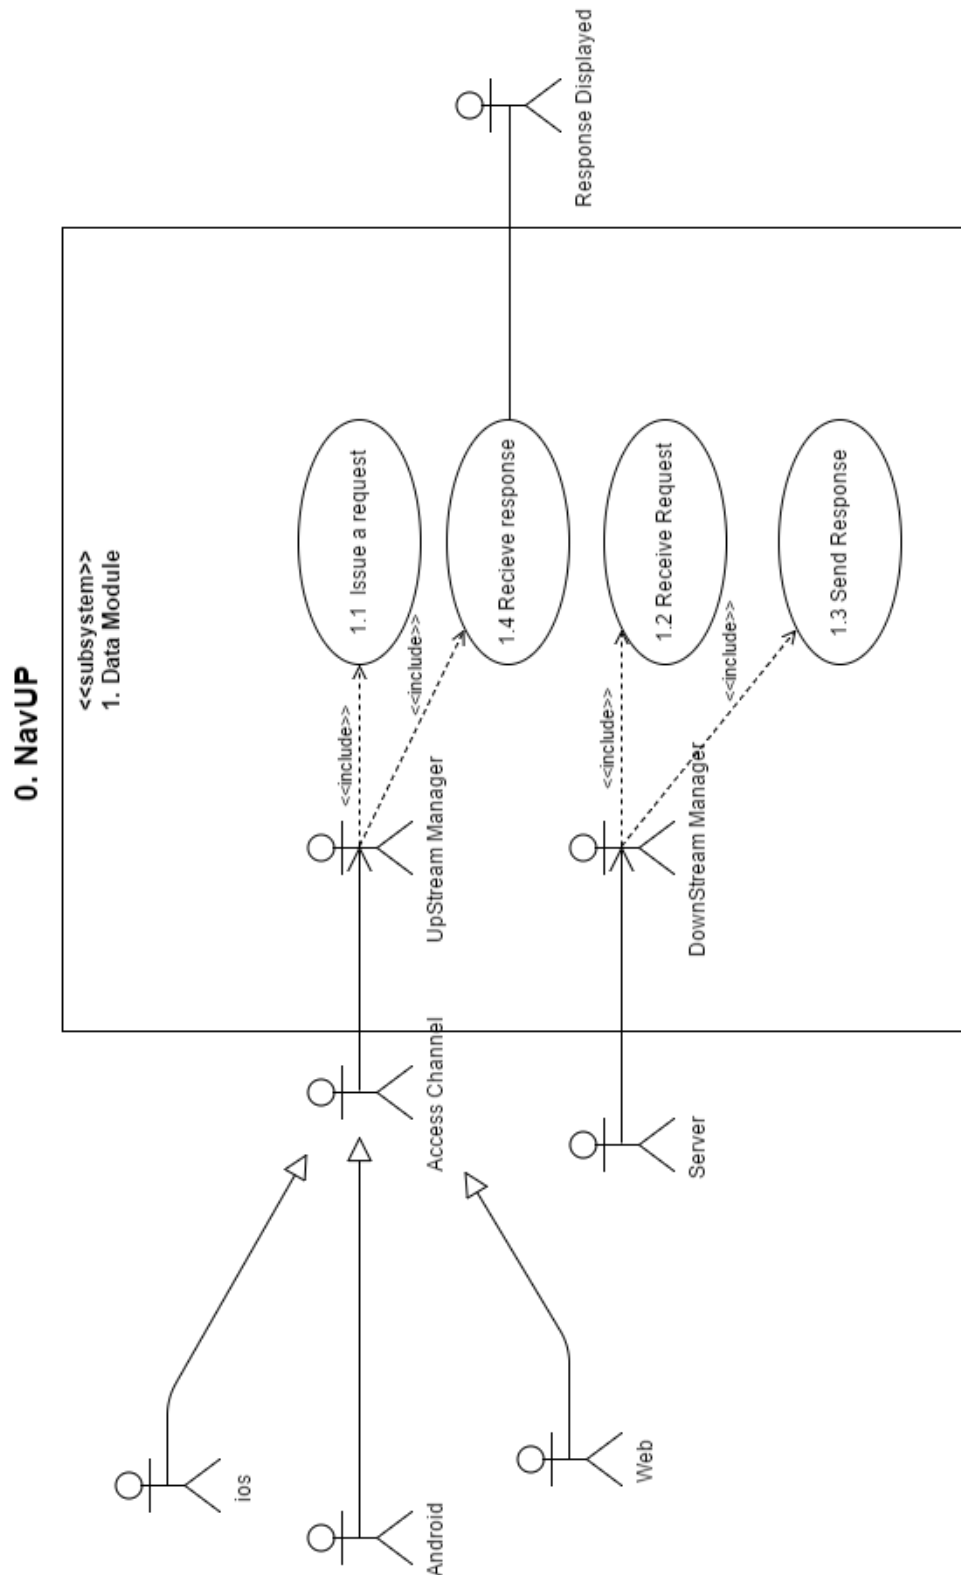 0. NavUP
<<subsystem>>
1. Data Module
ios
Android
Web
Access Channel
Server
UpStream Manager
DownStream Manager
<<include>>
<<include>>
<<include>>
<<include>>
1.1 Issue a request
1.4 Recieve response
1.2 Receive Request
1.3 Send Response
Response Displayed